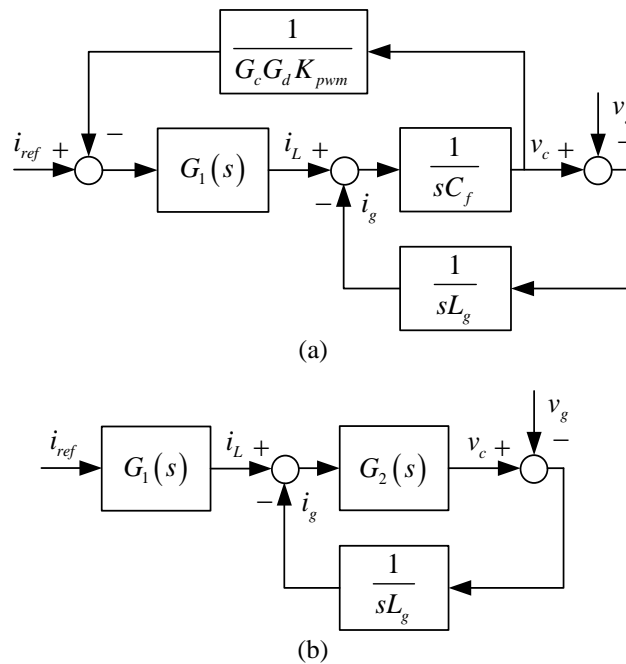 1
G_c G_d K_pwm
i_ref + −
G_1(s)
i_L +
− i_g
1
sC_f
v_c +
v
−
1
sL_g
(a)
i_ref
G_1(s)
i_L +
− i_g
G_2(s)
v_c +
v_g
−
1
sL_g
(b)